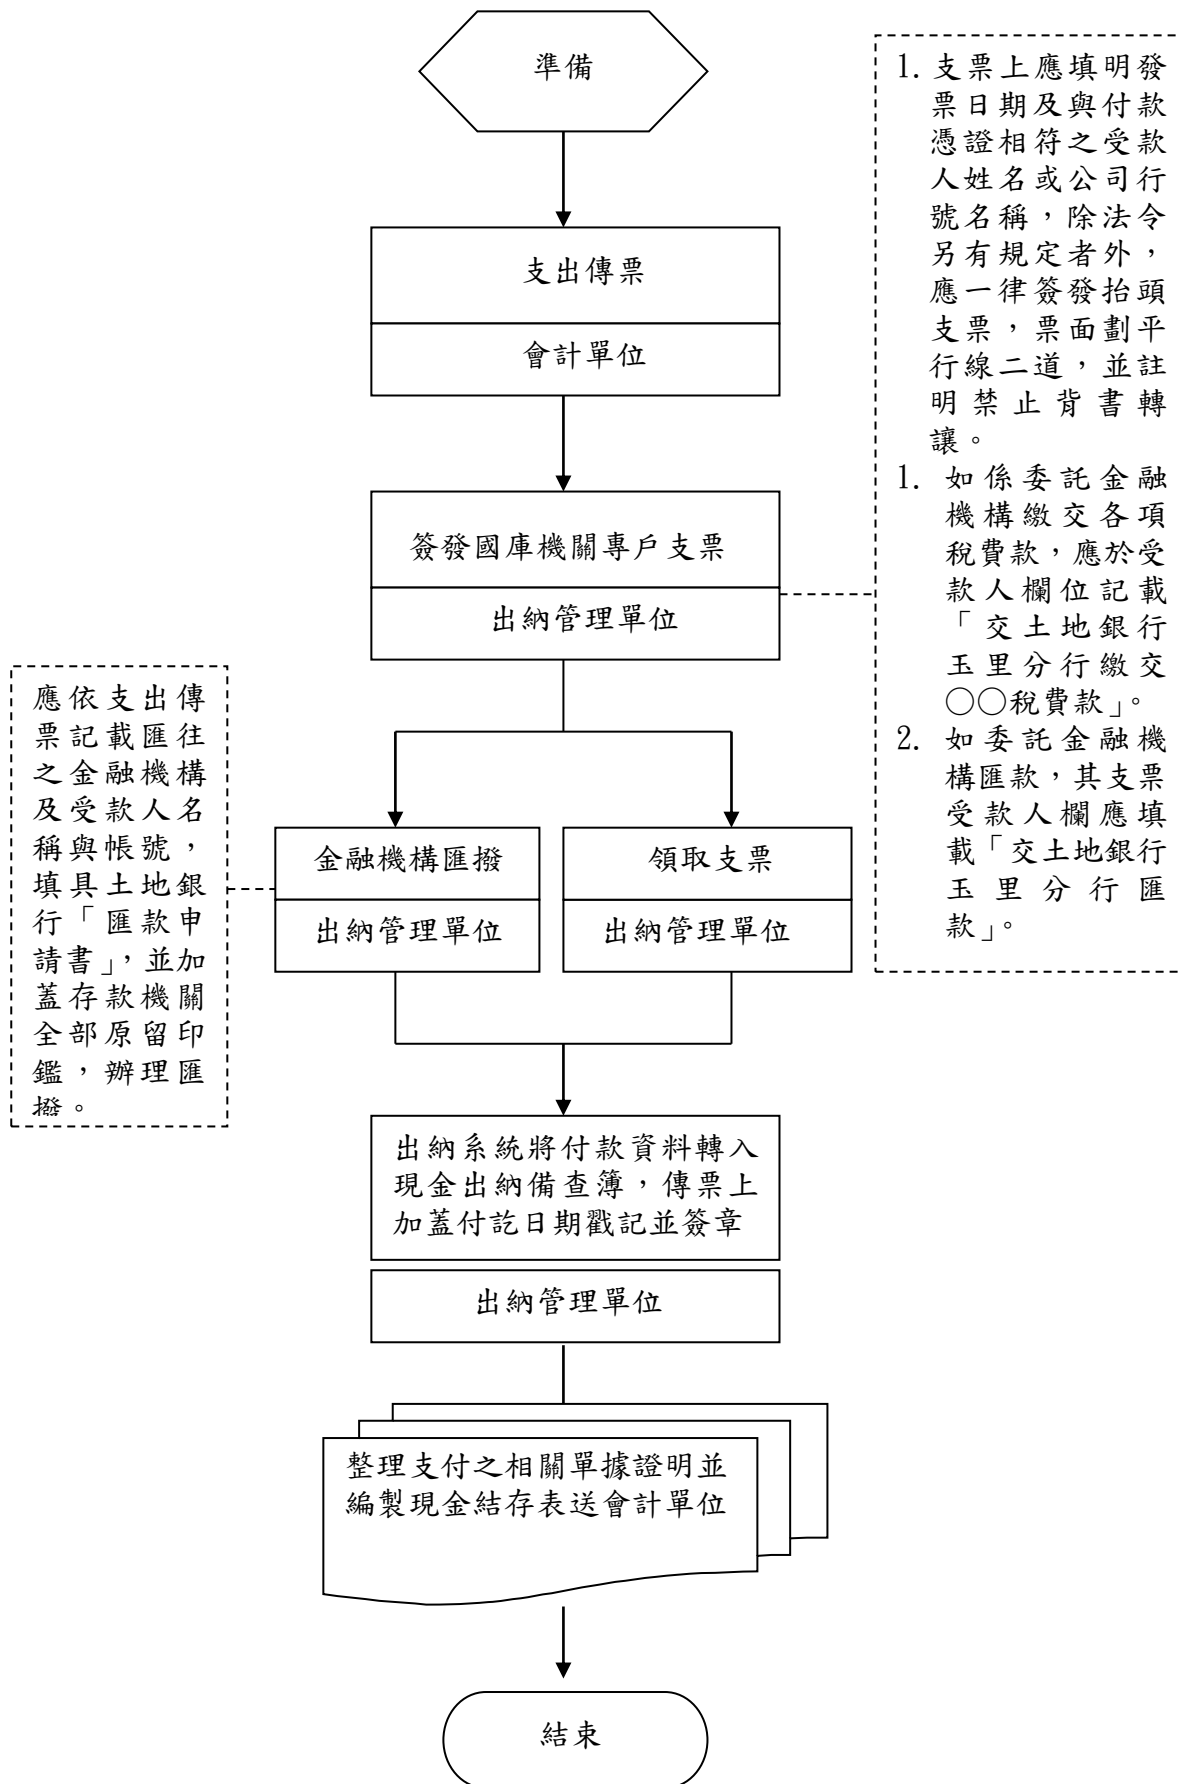 準備
1. 支票上應填明發
票日期及與付款
憑證相符之受款
人姓名或公司行
號名稱，除法令
另有規定者外，
應一律簽發抬頭
支票，票面劃平
行線二道，並註
明禁止背書轉
讓。
1. 如係委託金融
機構繳交各項
稅費款，應於受
款人欄位記載
「交土地銀行
玉里分行繳交
○○稅費款」。
2. 如委託金融機
構匯款，其支票
受款人欄應填
載「交土地銀行
玉里分行匯
款」。
支出傳票
會計單位
簽發國庫機關專戶支票
出納管理單位
應依支出傳
票記載匯往
之金融機構
及受款人名
稱與帳號，
填具土地銀
行「匯款申
請書」，並加
蓋存款機關
全部原留印
鑑，辦理匯
撥。
金融機構匯撥
出納管理單位
領取支票
出納管理單位
出納系統將付款資料轉入
現金出納備查簿，傳票上
加蓋付訖日期戳記並簽章
出納管理單位
整理支付之相關單據證明並
編製現金結存表送會計單位
結束